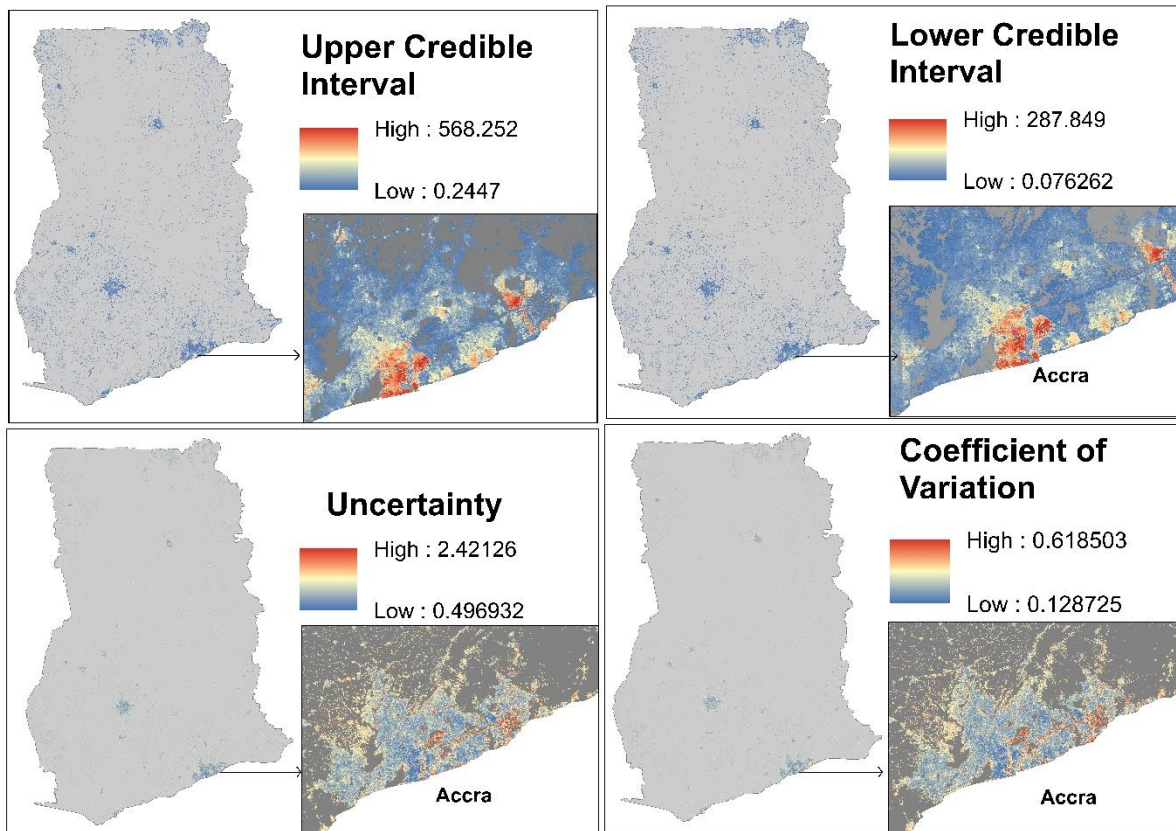 Upper Credible
Interval
High : 568.252
Low : 0.2447
Lower Credible
Interval
High : 287.849
Low : 0.076262
Accra
Uncertainty
High : 2.42126
Low : 0.496932
Accra
Coefficient of
Variation
High : 0.618503
Low : 0.128725
Accra